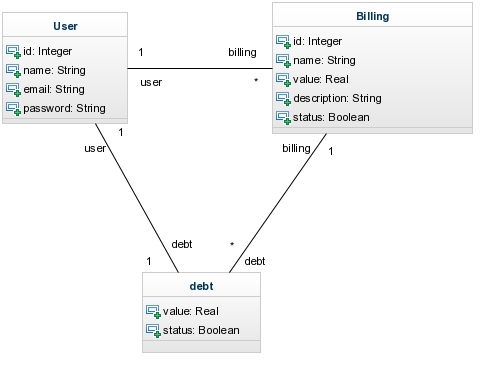 User
id: Integer
name: String
email: String
password: String
Billing
id: Integer
name: String
value: Real
description: String
status: Boolean
1
billing
user
*
1
user
billing
1
debt
*
1
debt
debt
value: Real
status: Boolean